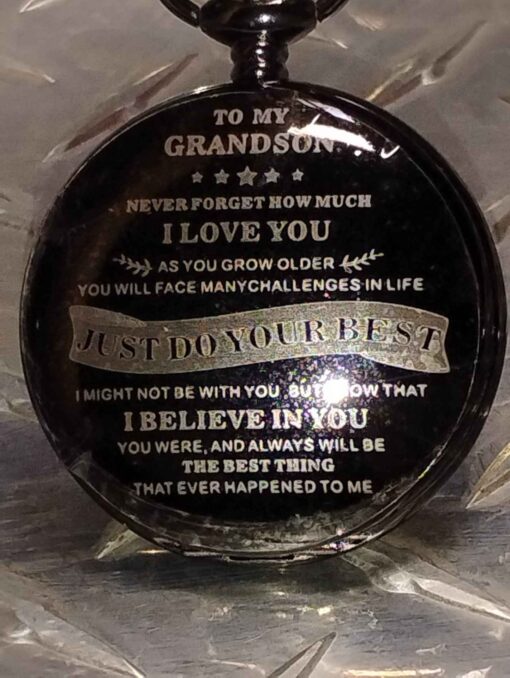 TO MY
GRANDSON
NEVER FORGET HOW MUCH
I LOVE YOU
AS YOU GROW OLDER
YOU WILL FACE MANYCHALLENGES IN LIFE
JUST DO YOUR BEST
I MIGHT NOT BE WITH YOU, BUT THAT
I BELIEVE IN YOU
YOU WERE, AND ALWAYS WILL BE
THE BEST THING
THAT EVER HAPPENED TO ME